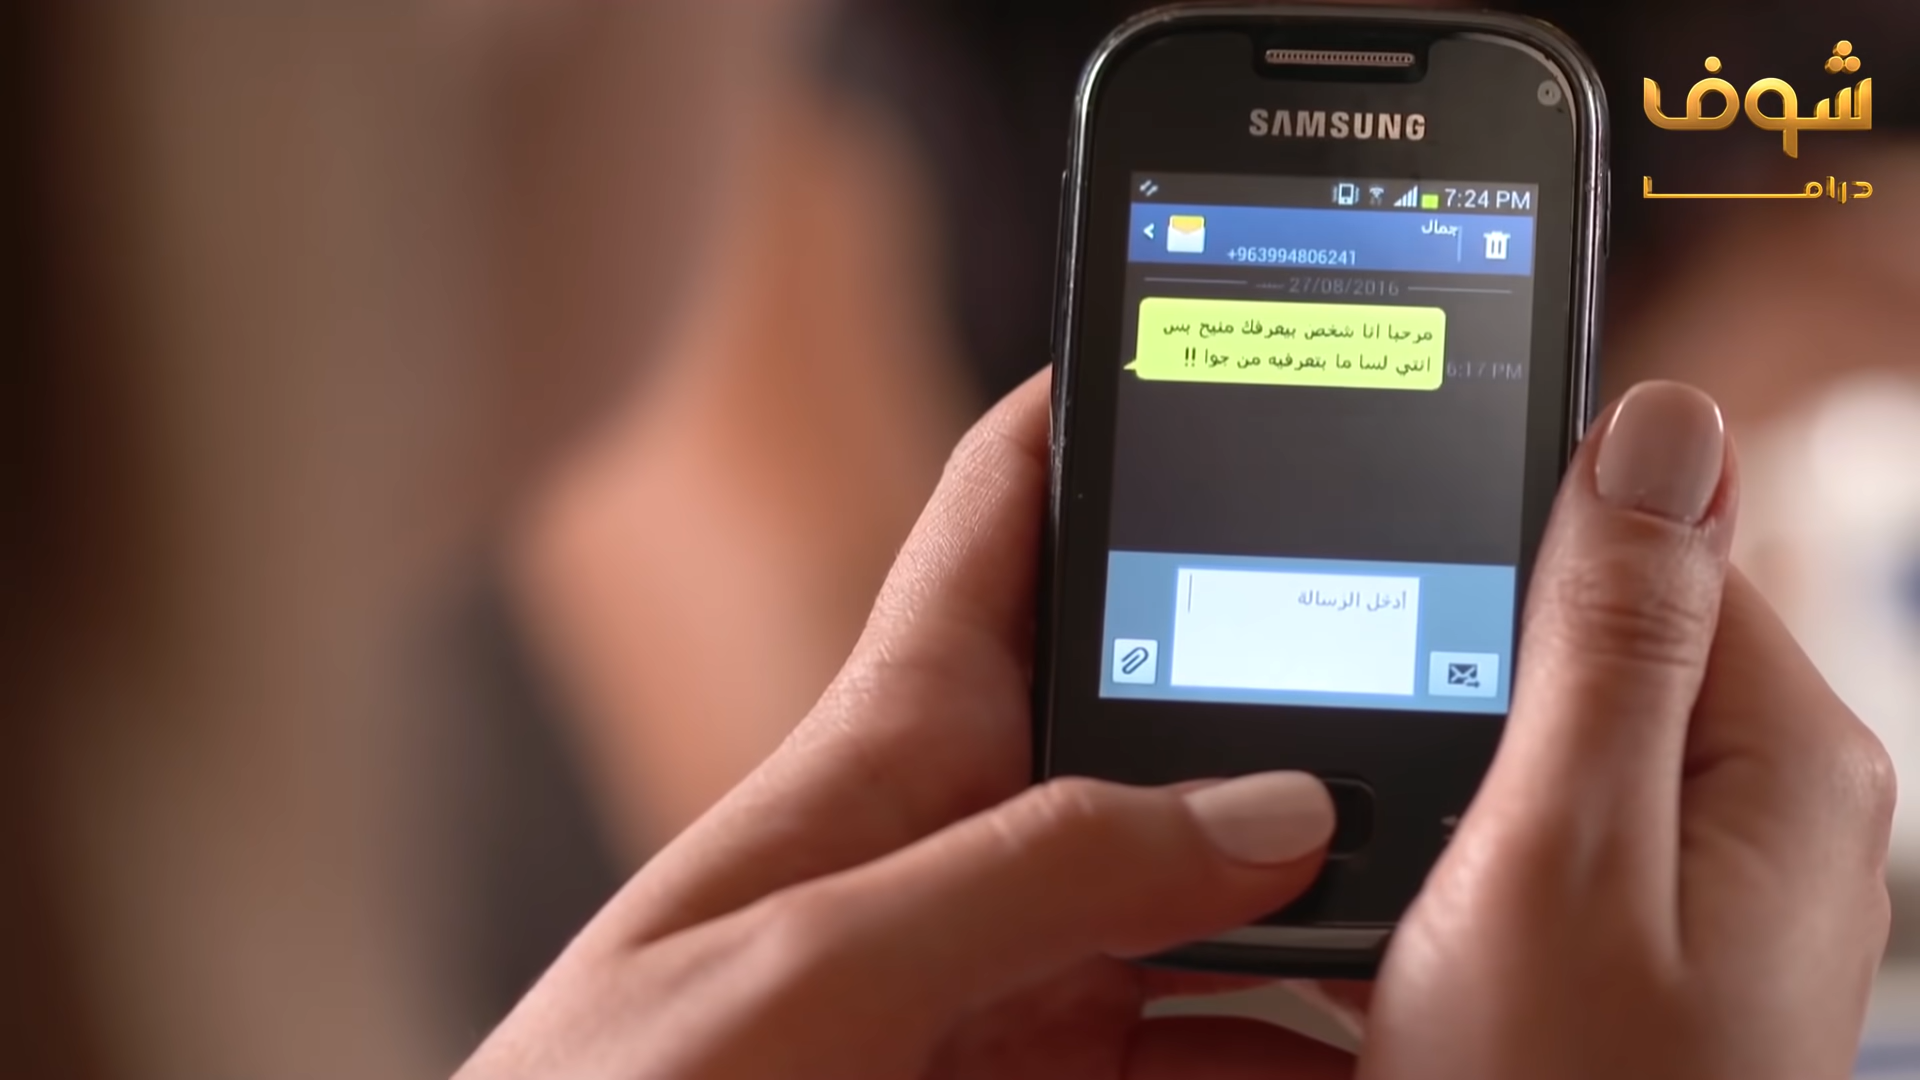 شوف
دراما
SAMSUNG
7:24 PM
جمال
+963994806241
27/08/2016
مرحبا انا شخص بيعرفك منيح بس
انتي لسا ما بتعرفيه من جوا !!
6:17 PM
أدخل الرسالة